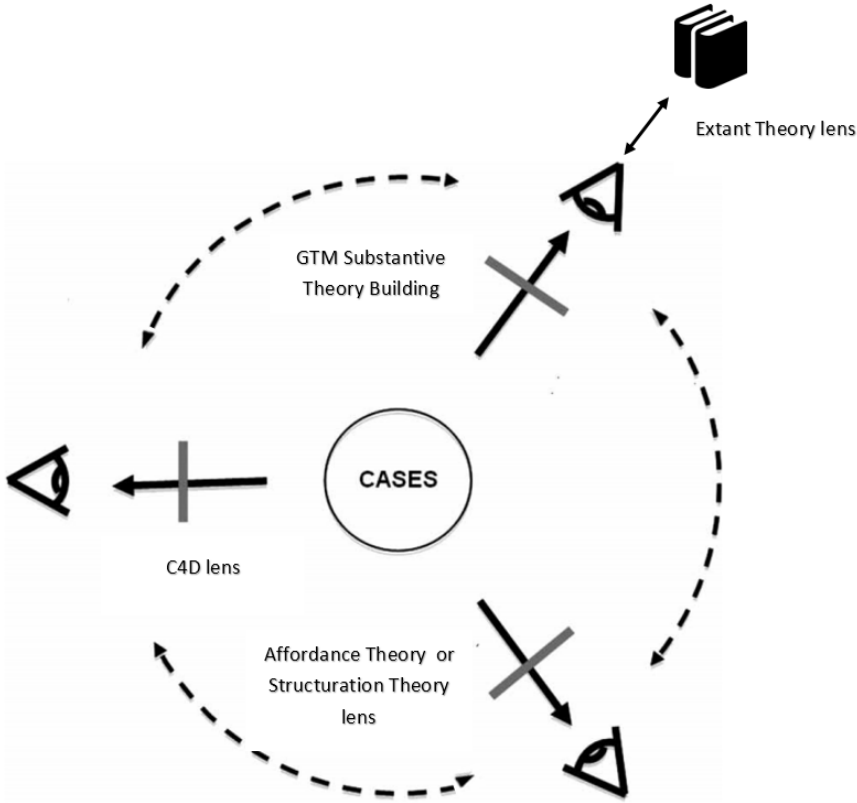 Extant Theory lens
GTM Substantive
Theory Building
CASES
C4D lens
Affordance Theory or
Structuration Theory
lens